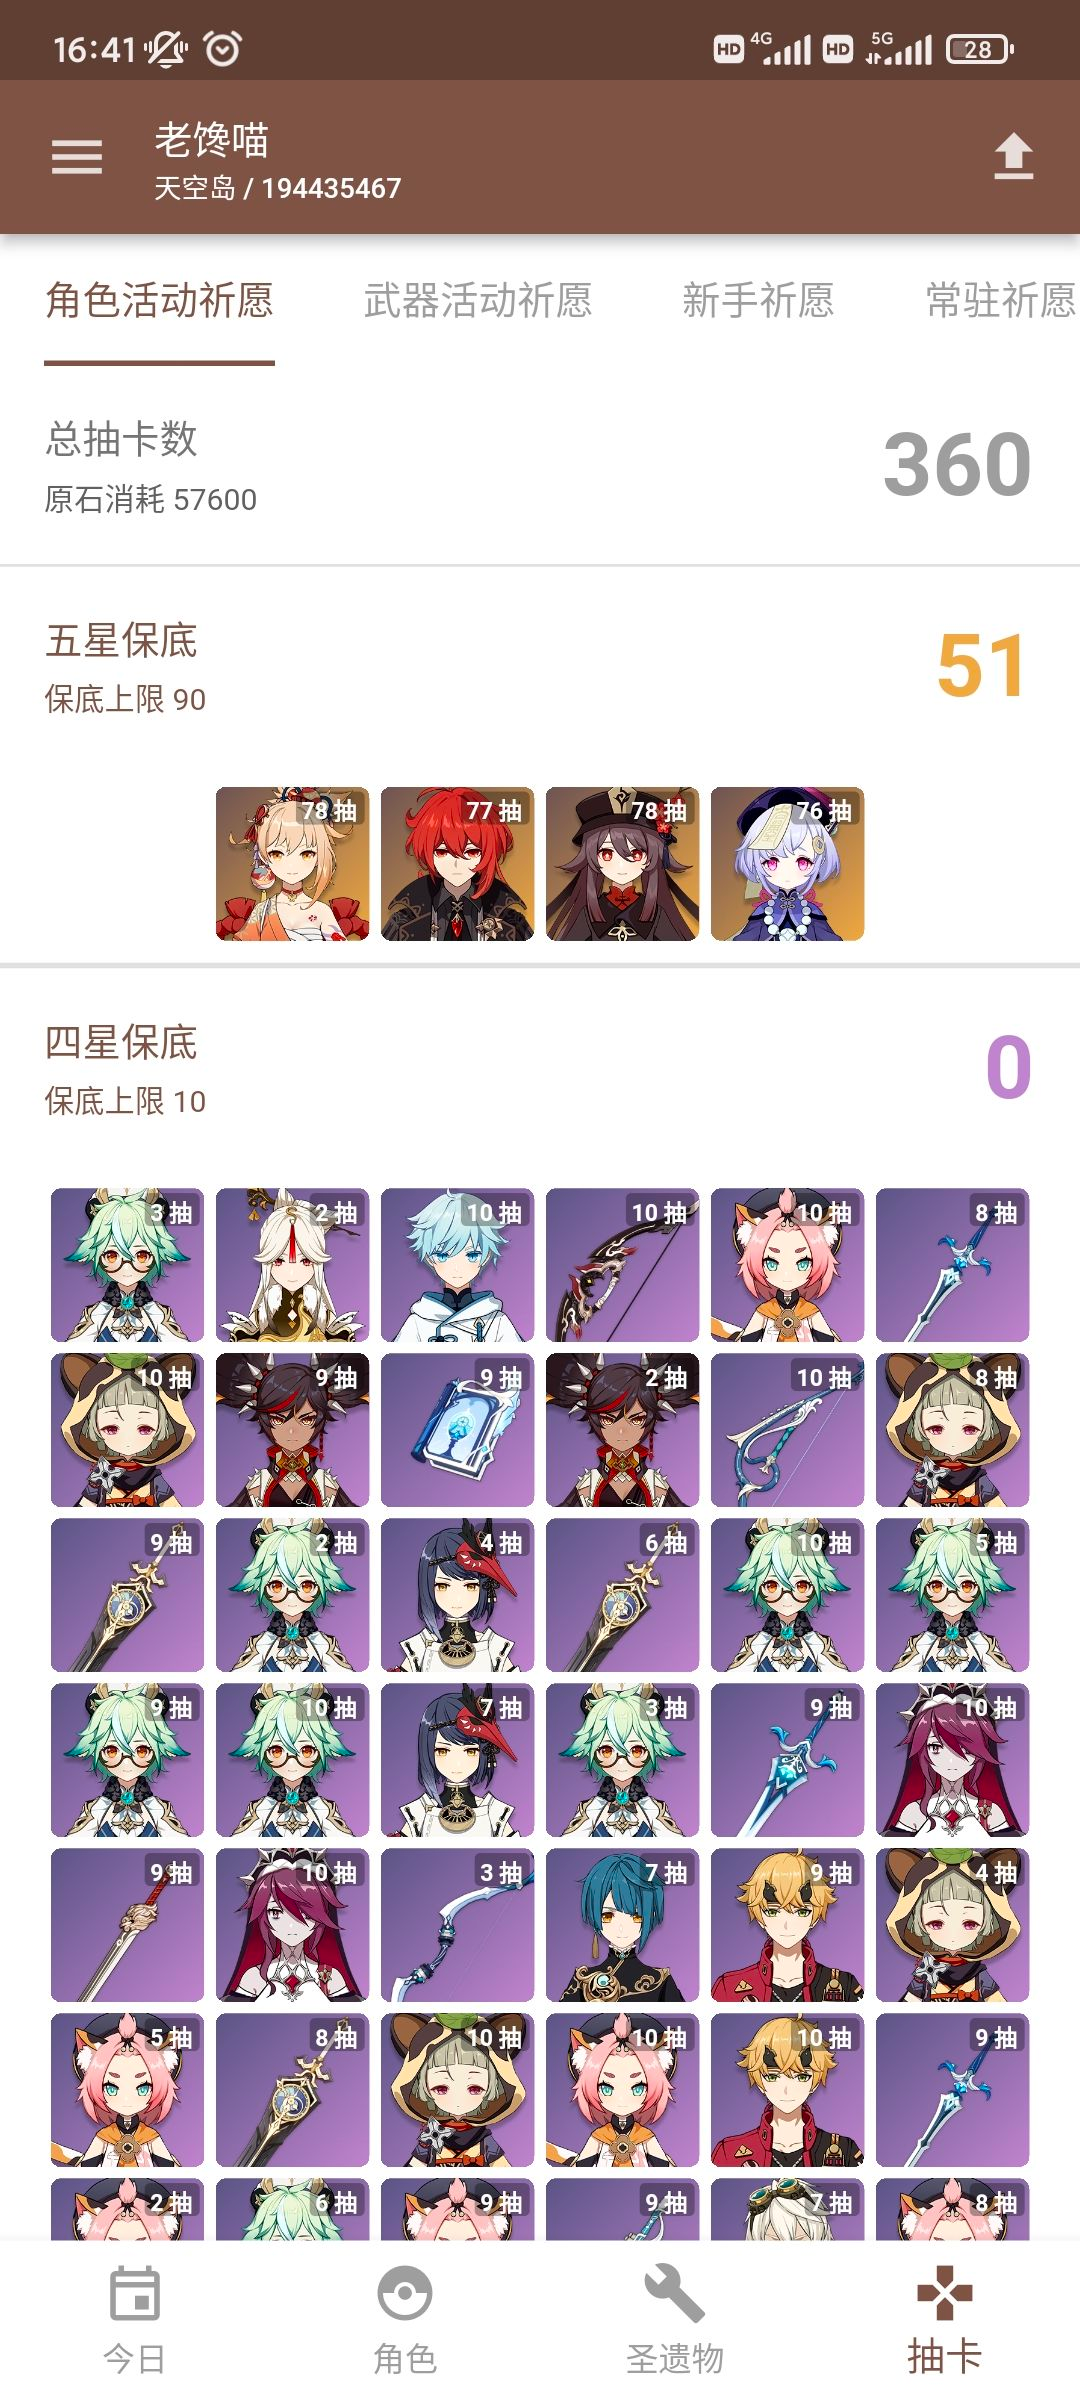 16:41 HD 4G HD 5G 28
老馋喵
天空岛 / 194435467
角色活动祈愿 武器活动祈愿 新手祈愿 常驻祈愿
总抽卡数
360
原石消耗 57600
五星保底
51
保底上限 90
78 抽 77 抽 78 抽 76 抽
四星保底
0
保底上限 10
3 抽 2 抽 10 抽 10 抽 10 抽 8 抽
10 抽 9 抽 9 抽 2 抽 10 抽 8 抽
9 抽 2 抽 4 抽 6 抽 10 抽 5 抽
9 抽 10 抽 7 抽 3 抽 9 抽 10 抽
9 抽 10 抽 3 抽 7 抽 9 抽 4 抽
5 抽 8 抽 10 抽 10 抽 10 抽 9 抽
2 抽 6 抽 9 抽 9 抽 7 抽 8 抽
今日 角色 圣遗物 抽卡